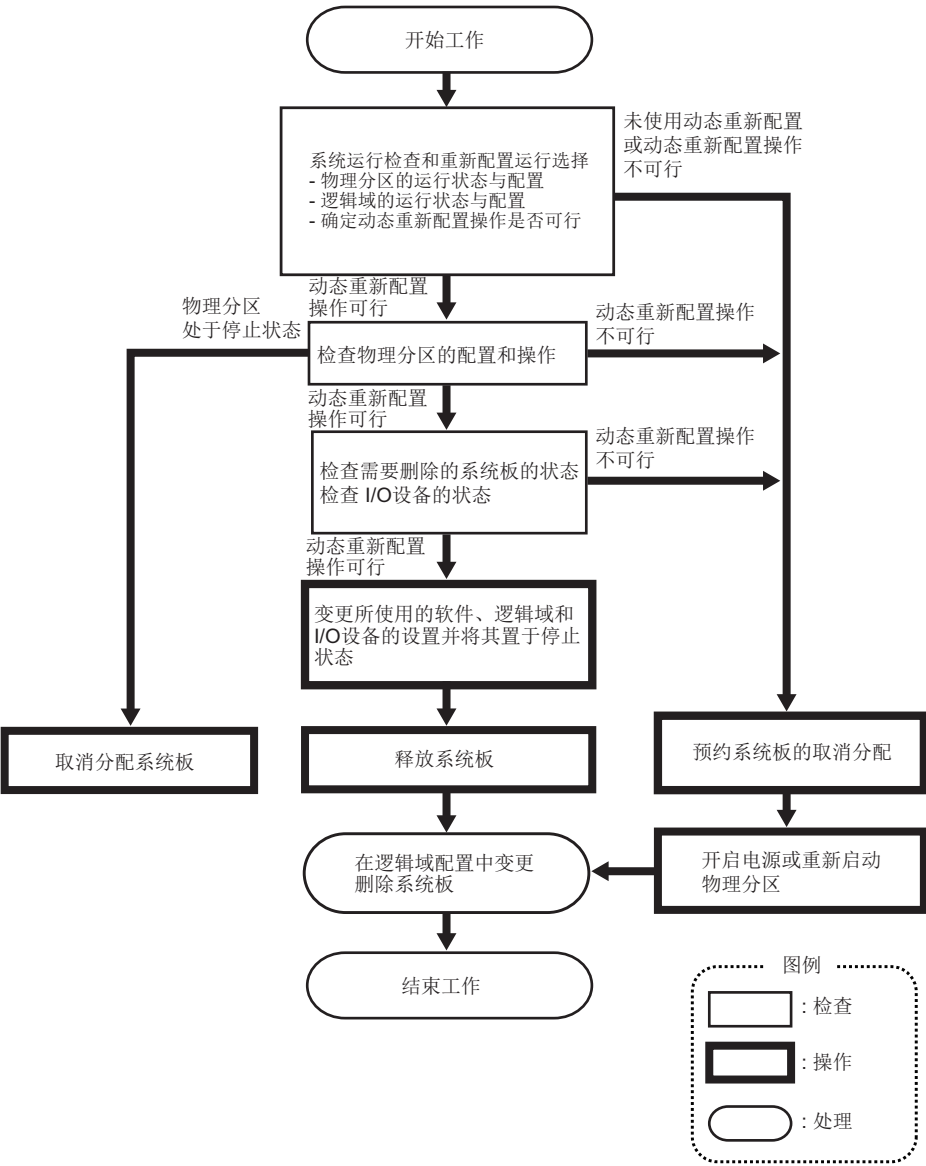 开始工作
未使用动态重新配置
或动态重新配置操作
不可行
系统运行检查和重新配置运行选择
- 物理分区的运行状态与配置
- 逻辑域的运行状态与配置
- 确定动态重新配置操作是否可行
动态重新配置
操作可行
物理分区
处于停止状态
动态重新配置操作
不可行
检查物理分区的配置和操作
动态重新配置
操作可行
动态重新配置操作
不可行
检查需要删除的系统板的状态
检查 I/O设备的状态
动态重新配置
操作可行
变更所使用的软件、逻辑域和
I/O设备的设置并将其置于停止
状态
取消分配系统板
释放系统板
预约系统板的取消分配
在逻辑域配置中变更
删除系统板
开启电源或重新启动
物理分区
结束工作
图例
: 检查
: 操作
: 处理